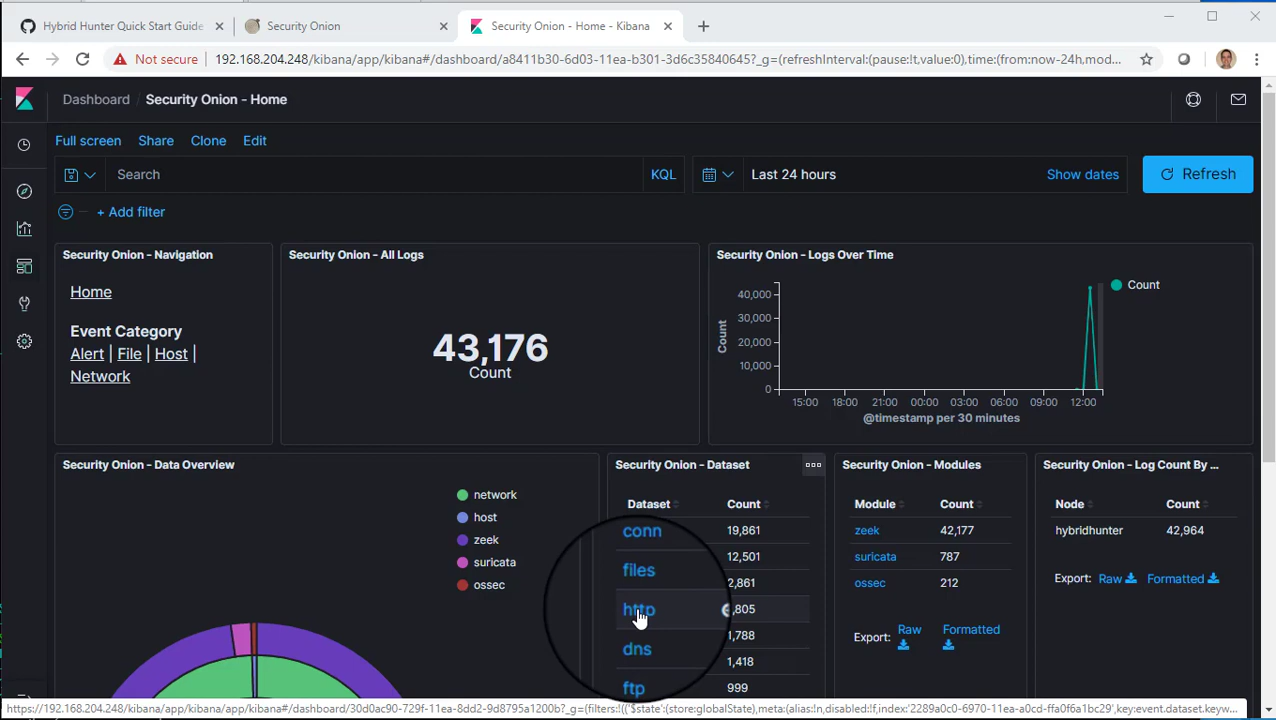 Hybrid Hunter Quick Start Guide
Security Onion
Security Onion - Home - Kibana
Not secure
192.168.204.248/kibana/app/kibana#/dashboard/a8411b30-6d03-11ea-b301-3d6c35840645?_g=(refreshInterval:(pause:!t,value:0),time:(from:now-24h,mod...
Dashboard / Security Onion - Home
Full screen Share Clone Edit
Search KQL Last 24 hours Show dates Refresh
+ Add filter
Security Onion - Navigation
Home
Event Category
Alert | File | Host |
Network
Security Onion - All Logs
43,176
Count
Security Onion - Logs Over Time
Count
40,000
30,000
20,000
10,000
0
Count
15:00 18:00 21:00 00:00 03:00 06:00 09:00 12:00
@timestamp per 30 minutes
Security Onion - Data Overview
network
host
zeek
suricata
ossec
Security Onion - Dataset
Dataset Count
conn 19,861
12,501
files 2,861
http ,805
dns 1,788
1,418
ftp 999
Security Onion - Modules
Module Count
zeek 42,177
suricata 787
ossec 212
Export: Raw Formatted
Security Onion - Log Count By ...
Node Count
hybridhunter 42,964
Export: Raw Formatted
https://192.168.204.248/kibana/app/kibana/app/kibana#/dashboard/30d0ac90-729f-11ea-8dd2-9d8795a1200b?_g=(filters:!(('$state':(store:globalState),meta:(alias:!n,disabled:!f,index:'2289a0c0-6970-11ea-a0cd-ffa0f6a1bc29',key:event.dataset.keyw...